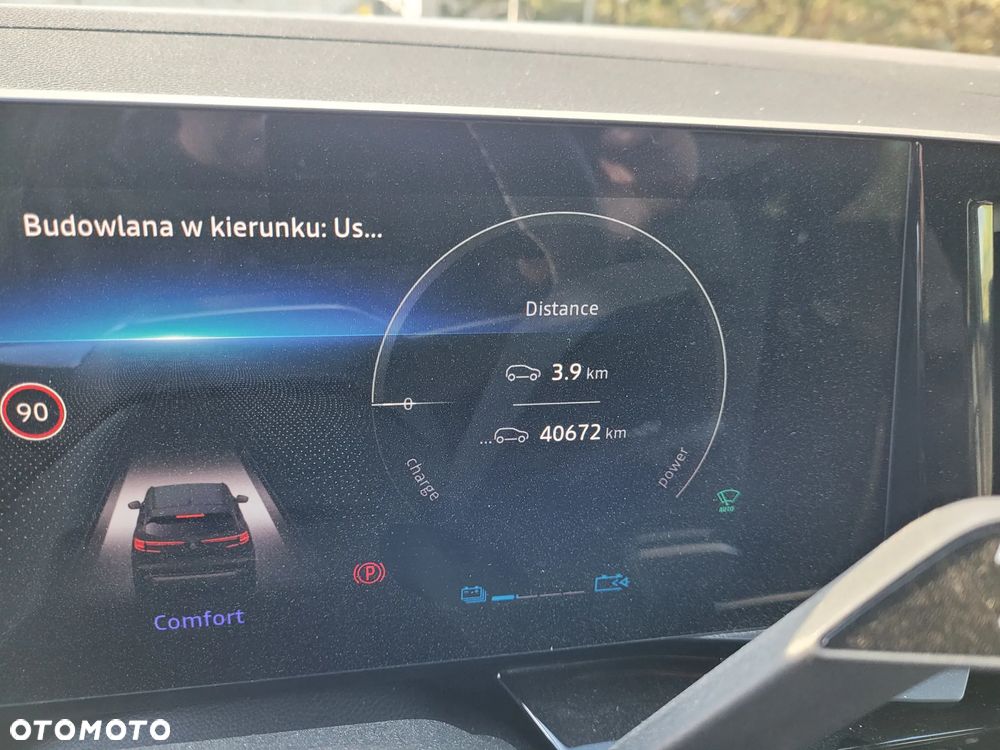 Budowlana w kierunku: Us...
Distance
3.9 km
90
0
...40672 km
charge
power
AUTO
P
Comfort
OTOMOTO